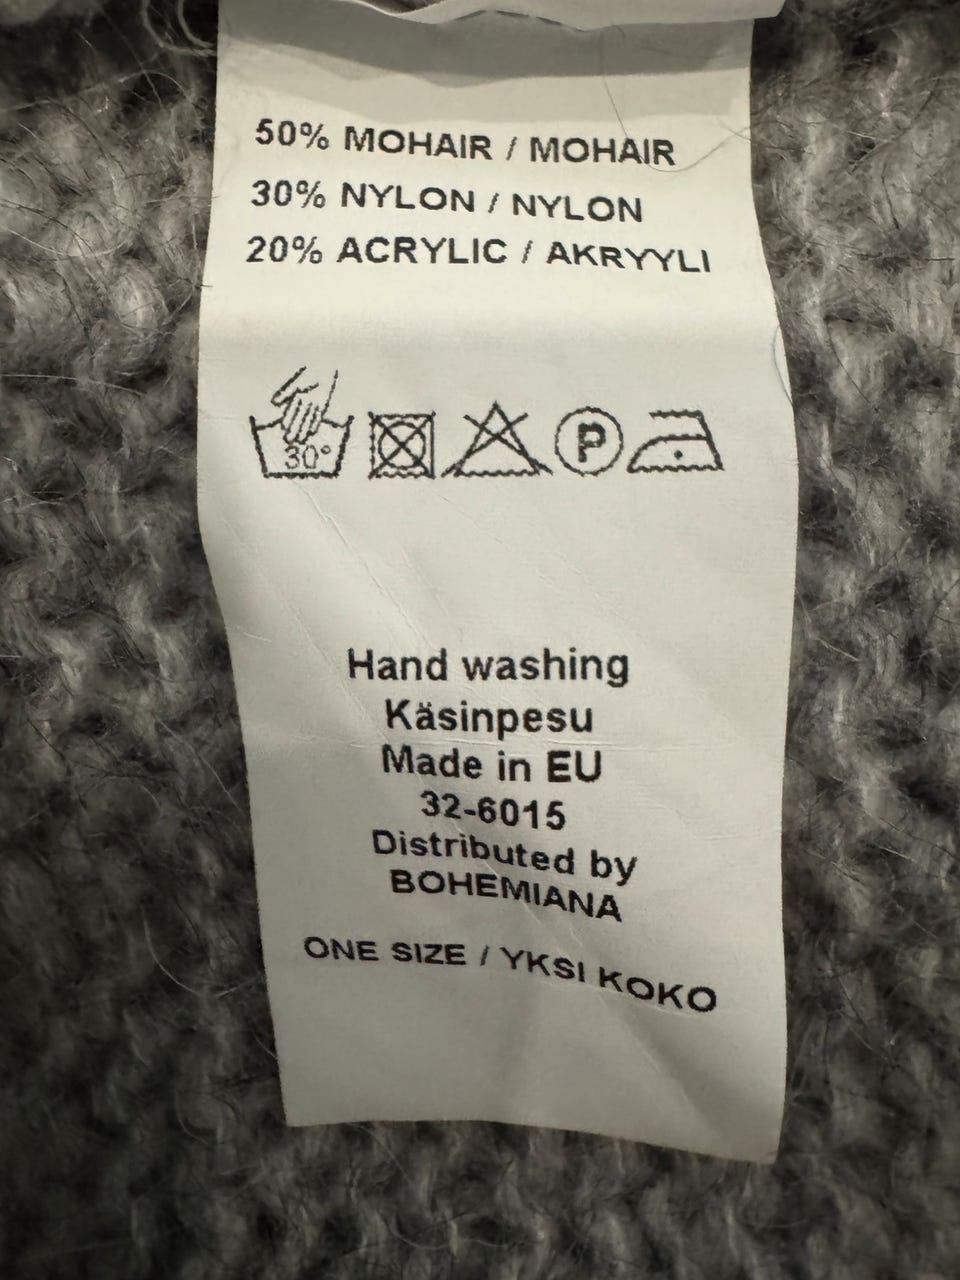 50% MOHAIR / MOHAIR
30% NYLON / NYLON
20% ACRYLIC / AKRYYLI
30° P
Hand washing
Käsinpesu
Made in EU
32-6015
Distributed by
BOHEMIANA
ONE SIZE / YKSI KOKO